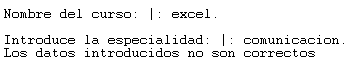 Nombre del curso: |: excel.
Introduce la especialidad: |: comunicacion.
Los datos introducidos no son correctos